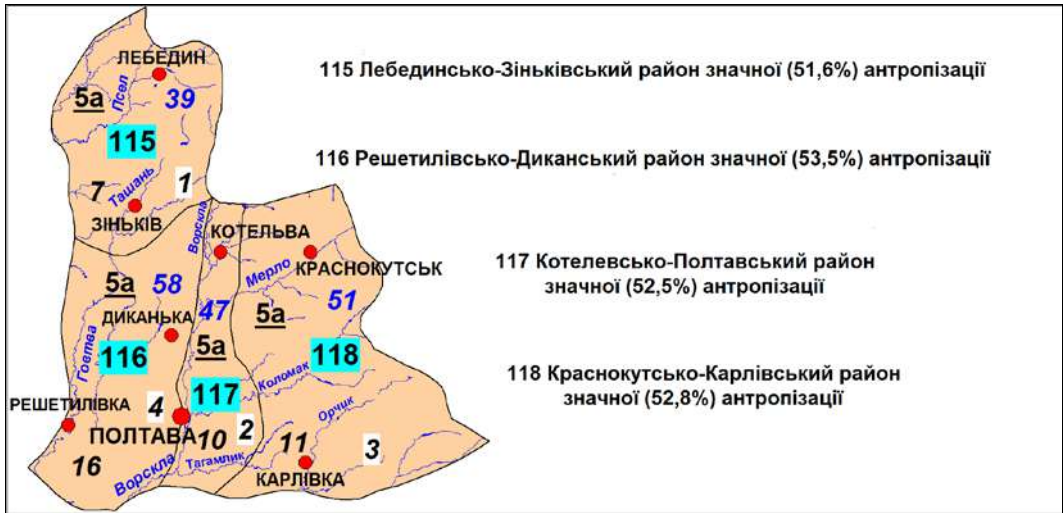 ЛЕБЕДИН
5а
Псел
39
115
7
Ташань
1
ЗІНЬКІВ
Ворскла
КОТЕЛЬВА
КРАСНОКУТСЬК
Мерло
5а
58
47
5а
51
ДИКАНЬКА
Говтва
116
5а
118
117
Коломак
РЕШЕТИЛІВКА
4
ПОЛТАВА
10
2
Орчик
11
3
16
Ворскла
Тагамлик
КАРЛІВКА
115 Лебединсько-Зіньківський район значної (51,6%) антропізації
116 Решетилівсько-Диканський район значної (53,5%) антропізації
117 Котелевсько-Полтавський район
значної (52,5%) антропізації
118 Краснокутсько-Карлівський район
значної (52,8%) антропізації